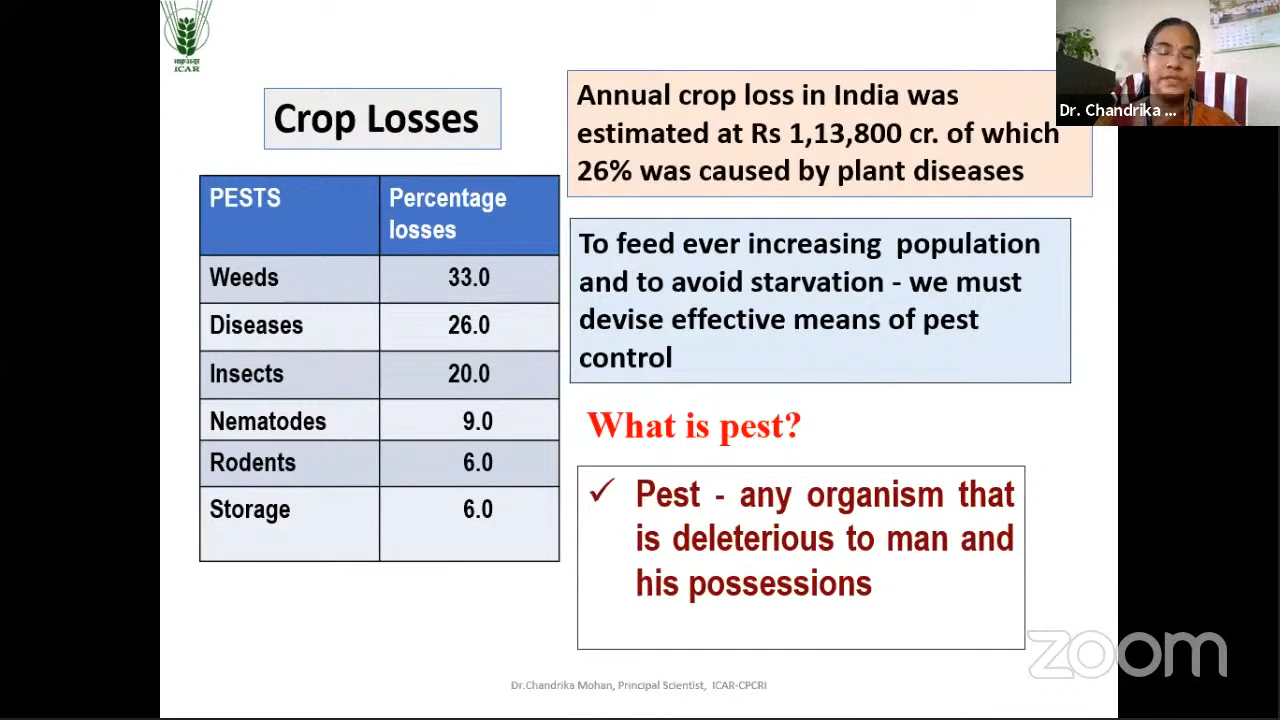 ICAR
Crop Losses
PESTS Percentage losses
Weeds 33.0
Diseases 26.0
Insects 20.0
Nematodes 9.0
Rodents 6.0
Storage 6.0
Annual crop loss in India was
estimated at Rs 1,13,800 cr. of which
26% was caused by plant diseases
To feed ever increasing population
and to avoid starvation - we must
devise effective means of pest
control
What is pest?
✓ Pest - any organism that
is deleterious to man and
his possessions
Dr. Chandrika ...
zoom
Dr.Chandrika Mohan, Principal Scientist, ICAR-CPCRI